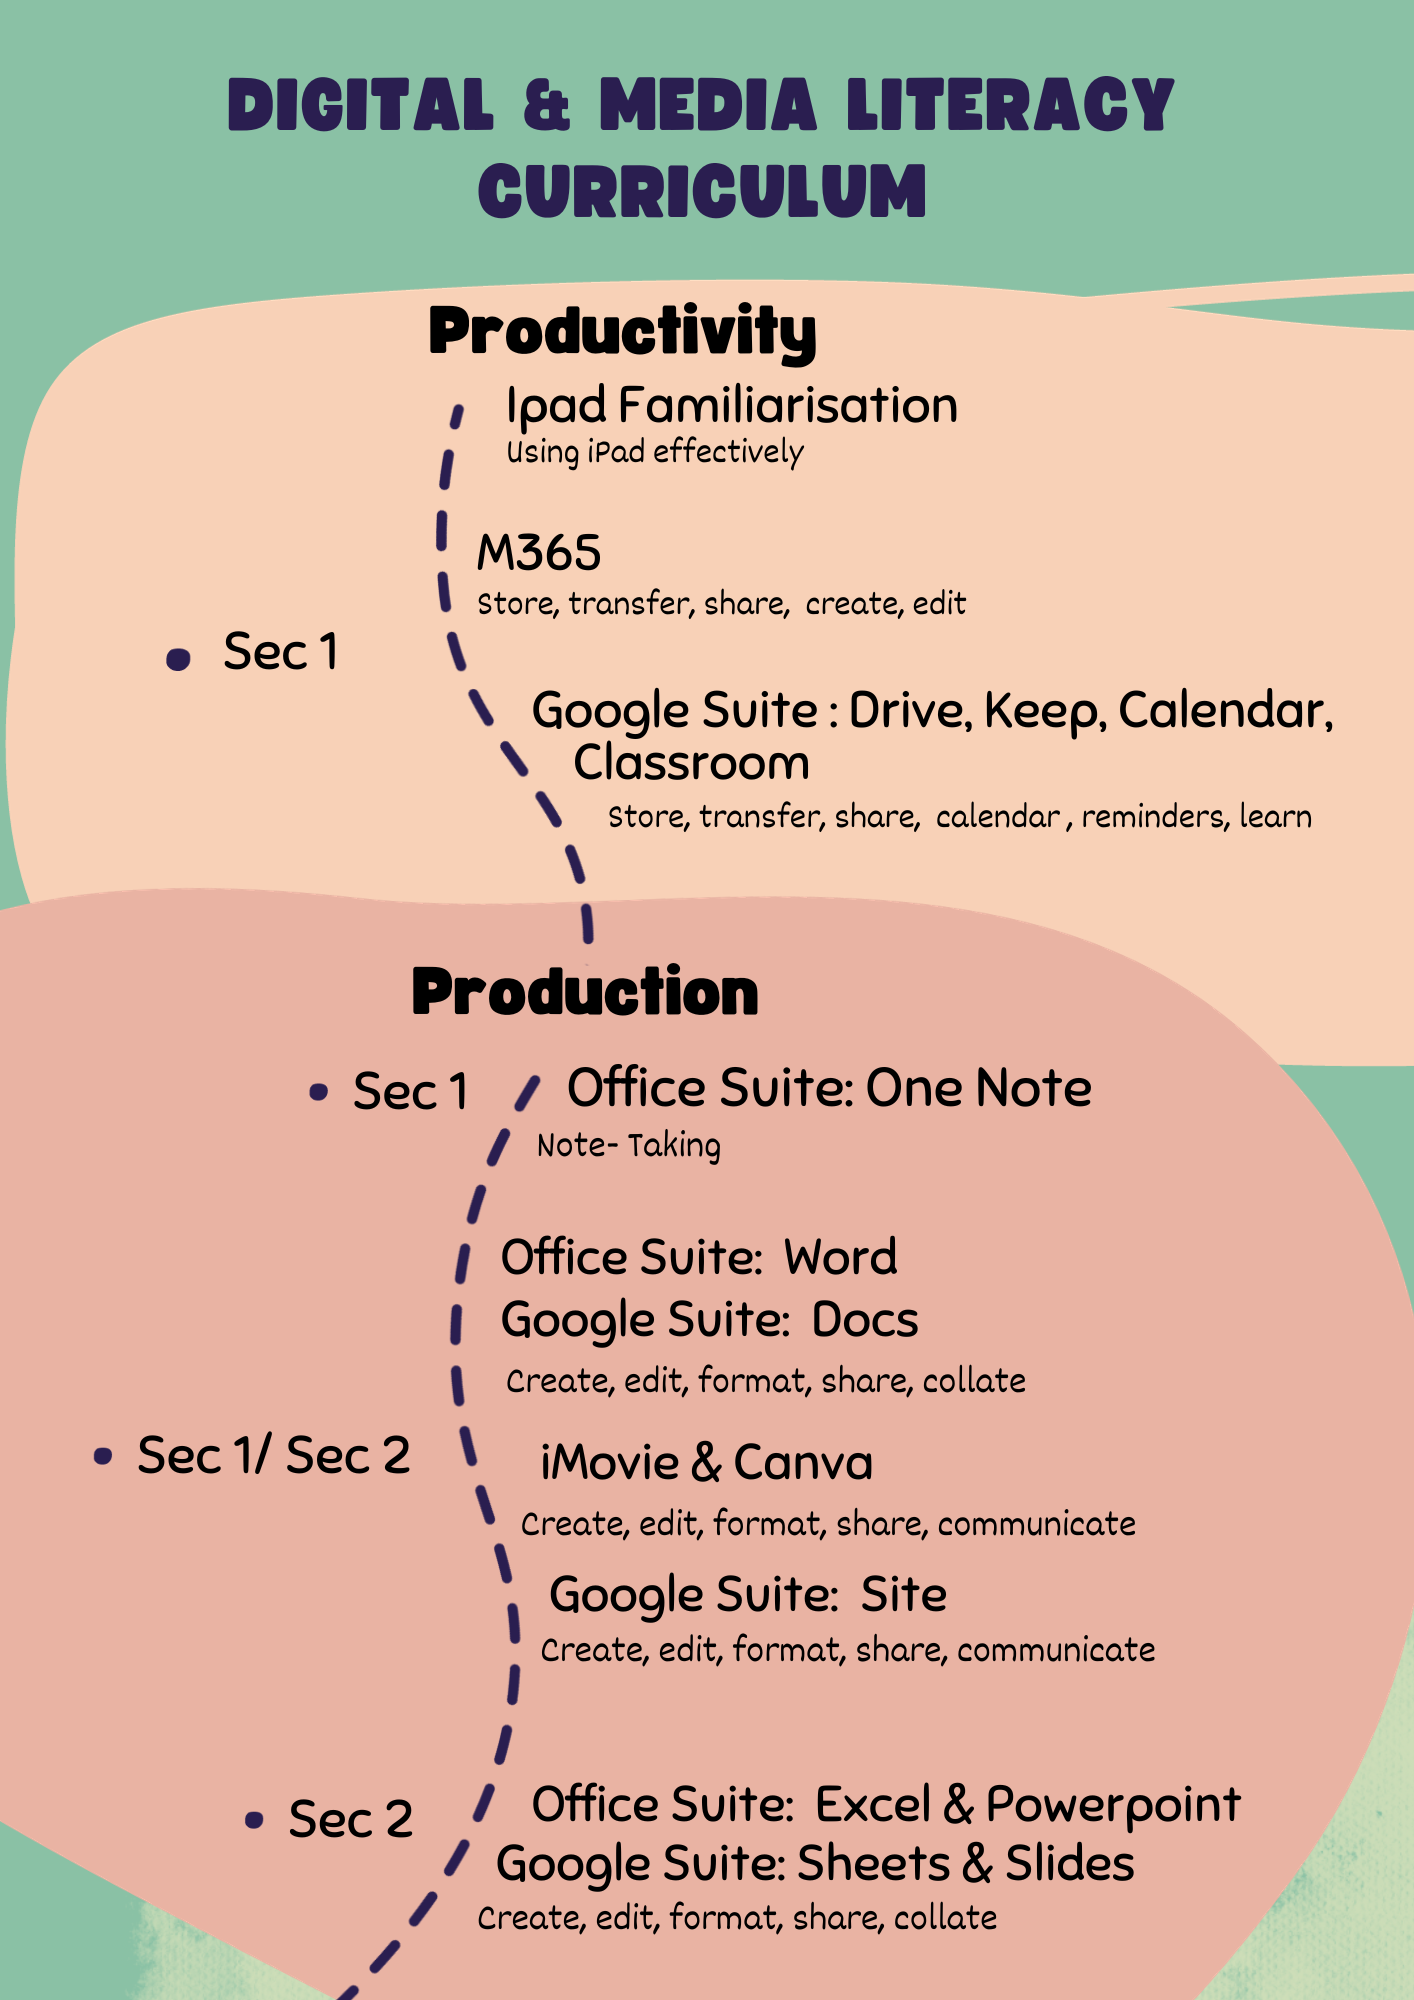 DIGITAL & MEDIA LITERACY
CURRICULUM
Productivity
Ipad Familiarisation
Using iPad effectively
M365
Store, transfer, share, create, edit
Sec 1
Google Suite : Drive, Keep, Calendar,
Classroom
Store, transfer, share, calendar , reminders, learn
Production
Sec 1
Office Suite: One Note
Note- Taking
Office Suite: Word
Google Suite: Docs
Create, edit, format, share, collate
Sec 1/ Sec 2
iMovie & Canva
Create, edit, format, share, communicate
Google Suite: Site
Create, edit, format, share, communicate
Sec 2
Office Suite: Excel & Powerpoint
Google Suite: Sheets & Slides
Create, edit, format, share, collate